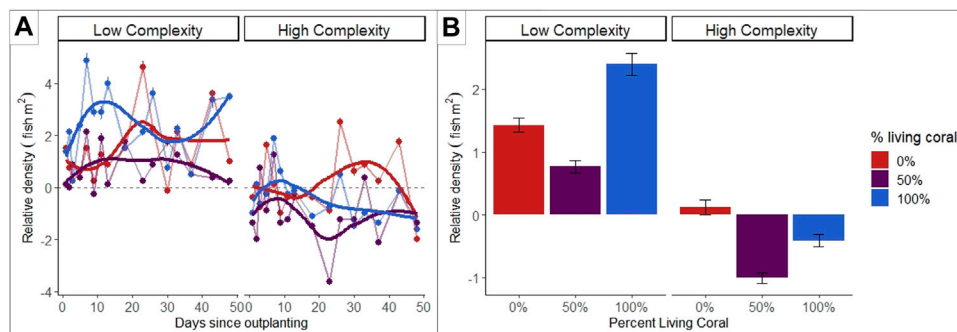 A
Low Complexity
High Complexity
Relative density ( fish m²)
4
2
0
-2
-4
0 10 20 30 40 50 0 10 20 30 40 50
Days since outplanting
B
Low Complexity
High Complexity
Relative density ( fish m²)
2
1
0
-1
0% 50% 100% 0% 50% 100%
Percent Living Coral
% living coral
0%
50%
100%